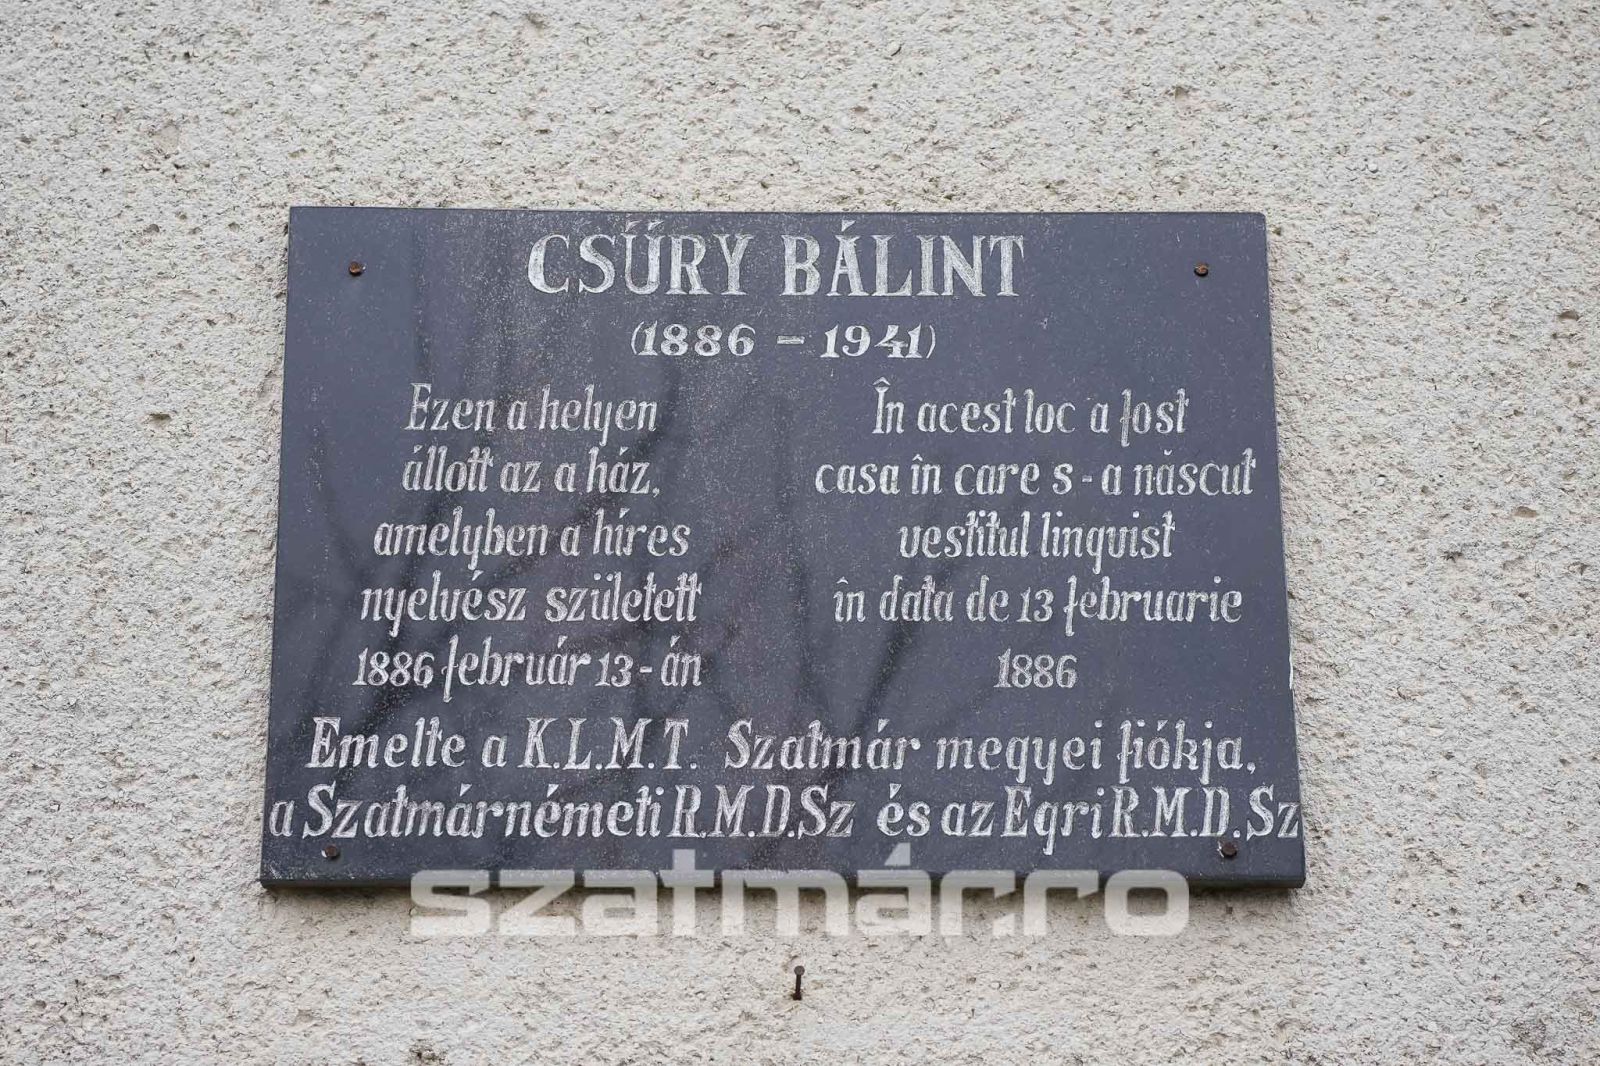 CSŰRY BÁLINT
(1886 - 1941)
Ezen a helyen
állott az a ház,
amelyben a híres
nyelvész született
1886 február 13-án
În acest loc a fost
casa în care s-a născut
vestitul lingvist
în data de 13 februarie
1886
Emelte a K.L.M.T. Szatmár megyei fiókja,
a Szatmárnémeti R.M.D.Sz és az Egri R.M.D.Sz
szatmár.ro